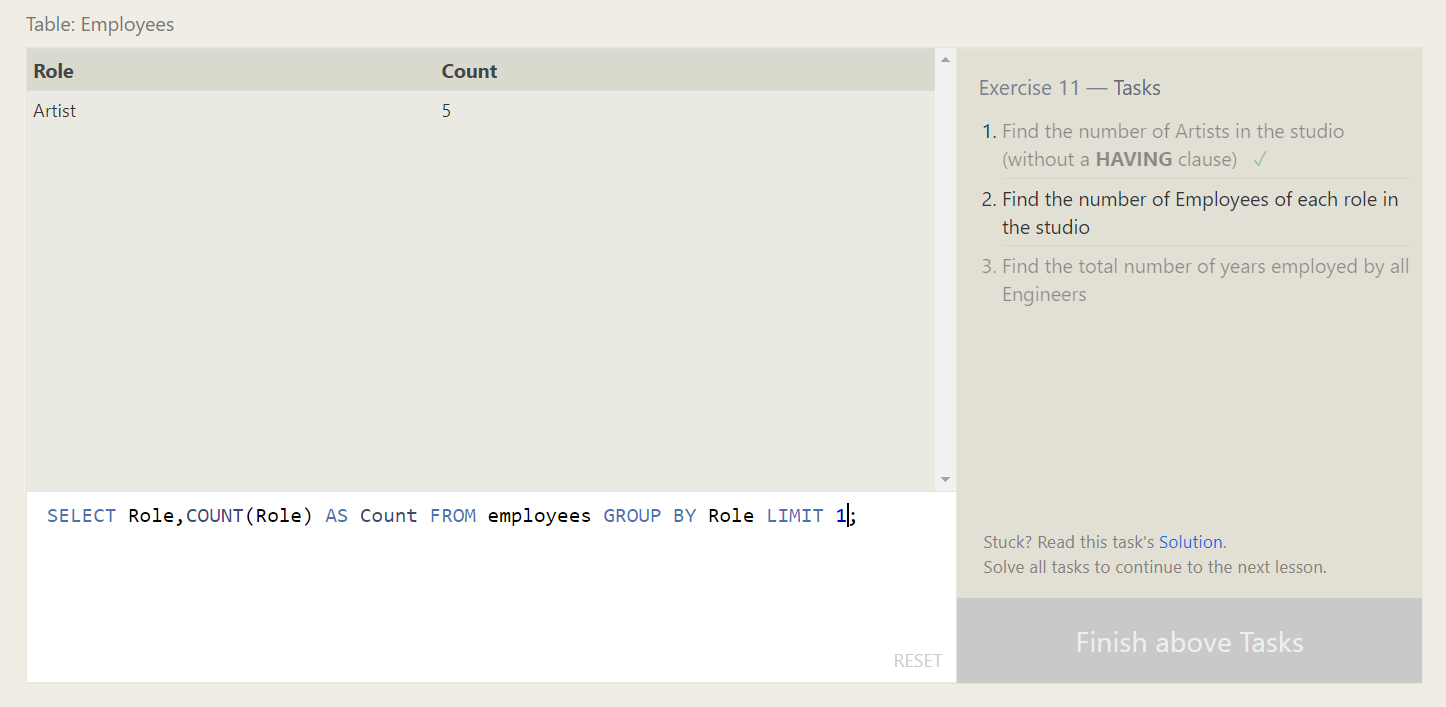 Table: Employees
Role Count
Artist 5
Exercise 11 — Tasks
1. Find the number of Artists in the studio
(without a HAVING clause) ✓
2. Find the number of Employees of each role in
the studio
3. Find the total number of years employed by all
Engineers
SELECT Role,COUNT(Role) AS Count FROM employees GROUP BY Role LIMIT 1;
RESET
Stuck? Read this task's Solution.
Solve all tasks to continue to the next lesson.
Finish above Tasks